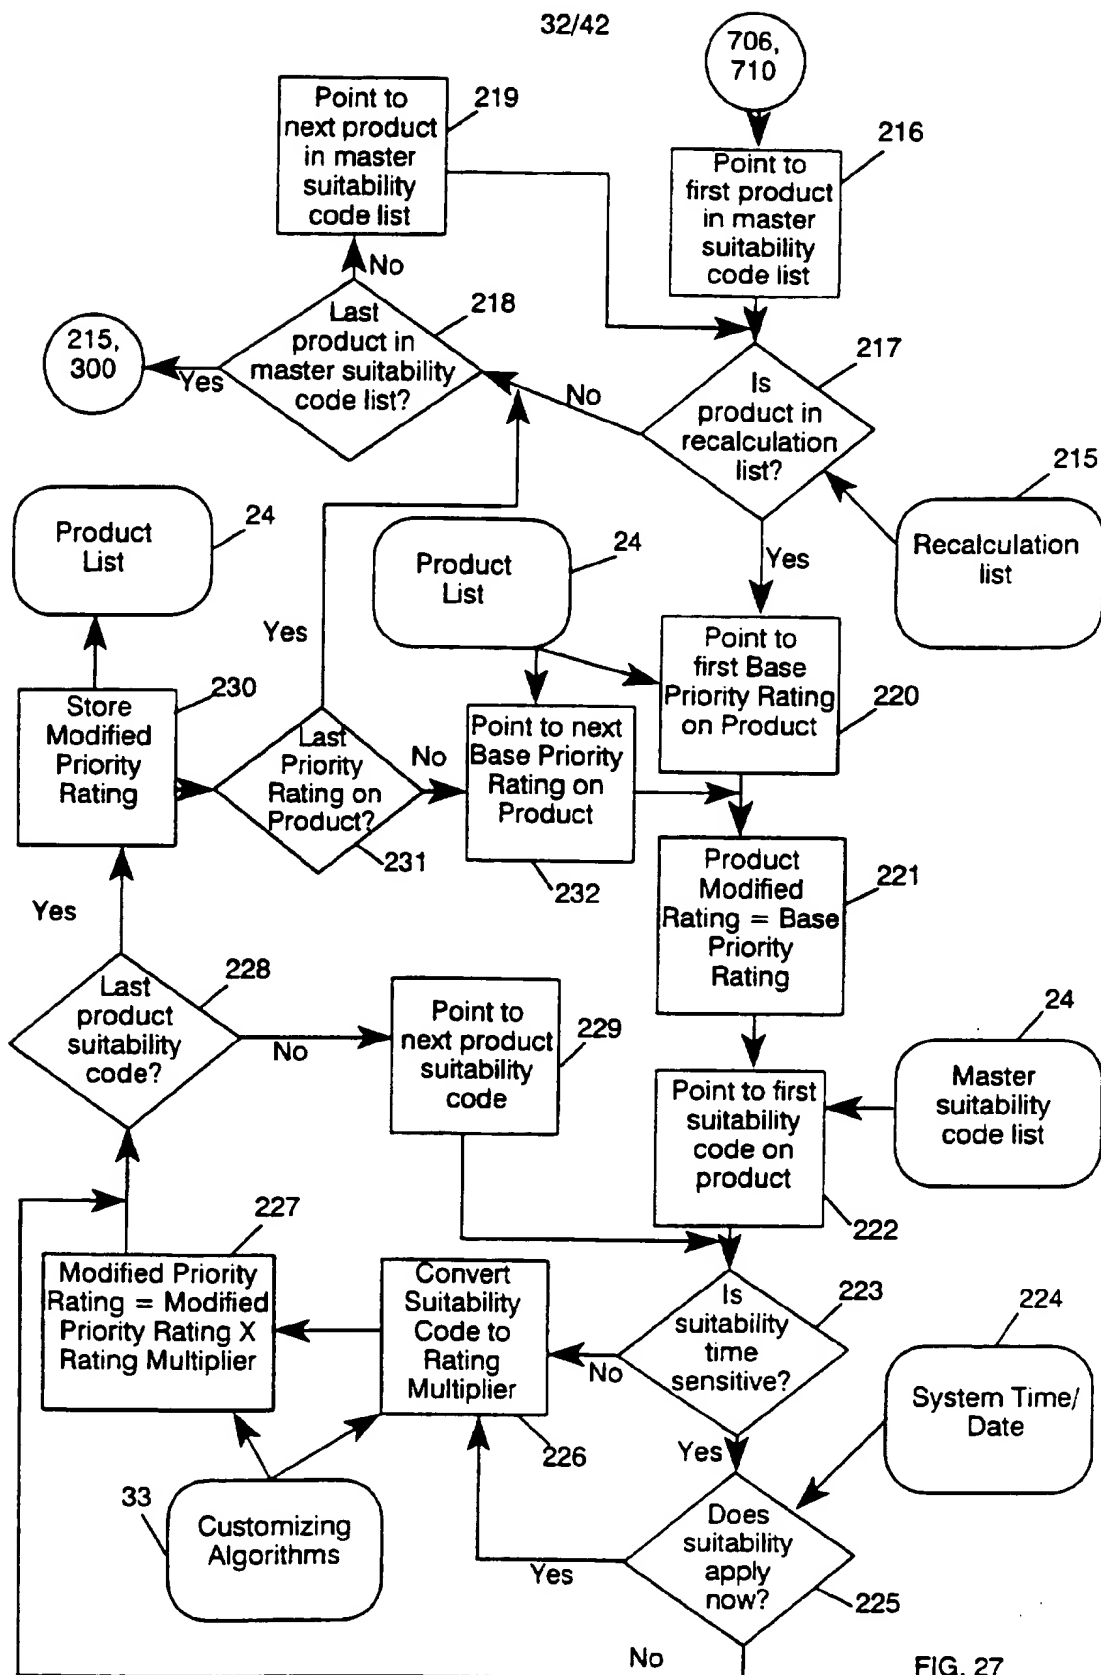 32/42
706,
710
Point to
next product
in master
suitability
code list
219
Point to
first product
in master
suitability
code list
216
No
Last
product in
master suitability
code list?
218
215,
300
Yes
No
Is
product in
recalculation
list?
217
215
Recalculation
list
Product
List
24
Product
List
24
Yes
Yes
Point to
first Base
Priority Rating
on Product
220
Store
Modified
Priority
Rating
230
Last
Priority
Rating on
Product?
231
No
Point to next
Base Priority
Rating on
Product
232
Product
Modified
Rating = Base
Priority
Rating
221
Yes
Last
product
suitability
code?
228
No
Point to
next product
suitability
code
229
24
Master
suitability
code list
Point to first
suitability
code on
product
222
227
Modified Priority
Rating = Modified
Priority Rating X
Rating Multiplier
Convert
Suitability
Code to
Rating
Multiplier
226
No
Is
suitability
time
sensitive?
223
224
System Time/
Date
Yes
33
Customizing
Algorithms
Yes
Does
suitability
apply
now?
225
No
FIG. 27